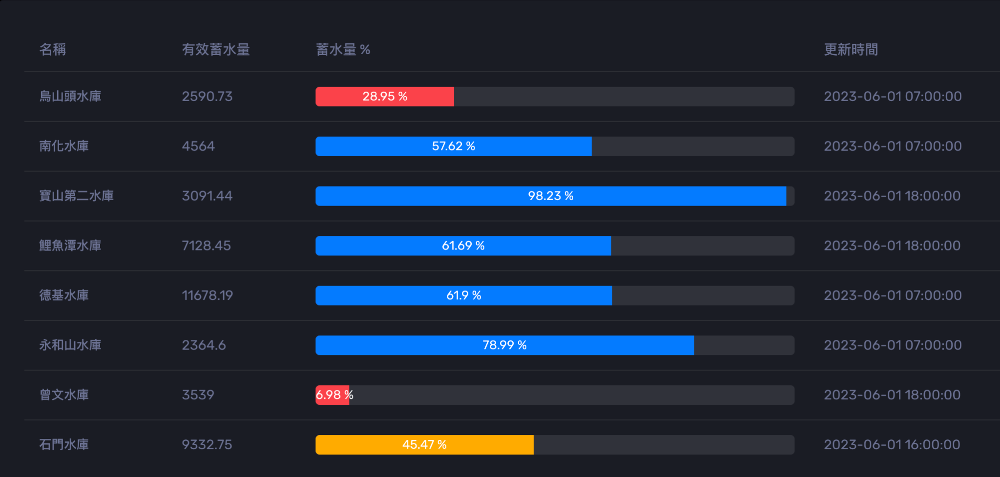 名稱 有效蓄水量 蓄水量 % 更新時間
烏山頭水庫 2590.73 28.95 % 2023-06-01 07:00:00
南化水庫 4564 57.62 % 2023-06-01 07:00:00
寶山第二水庫 3091.44 98.23 % 2023-06-01 18:00:00
鯉魚潭水庫 7128.45 61.69 % 2023-06-01 18:00:00
德基水庫 11678.19 61.9 % 2023-06-01 07:00:00
永和山水庫 2364.6 78.99 % 2023-06-01 07:00:00
曾文水庫 3539 6.98 % 2023-06-01 18:00:00
石門水庫 9332.75 45.47 % 2023-06-01 16:00:00